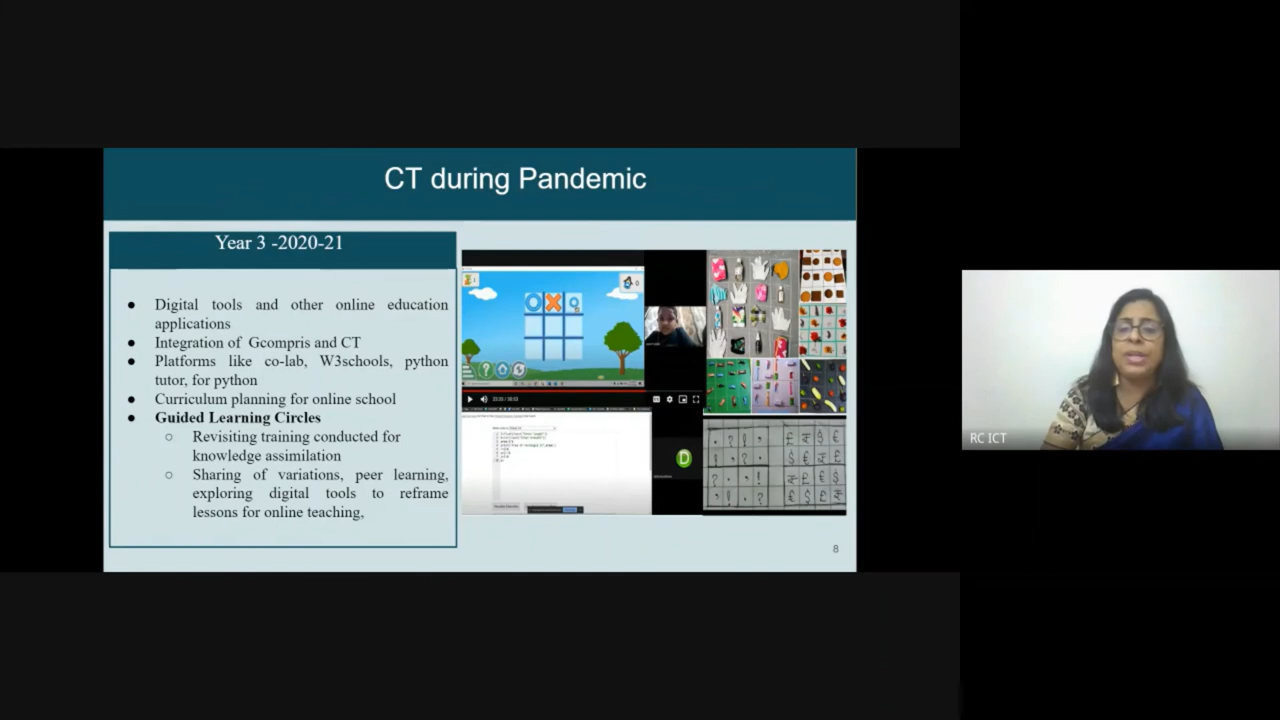 CT during Pandemic
Year 3 -2020-21
● Digital tools and other online education
applications
● Integration of Gcompris and CT
● Platforms like co-lab, W3schools, python
tutor, for python
● Curriculum planning for online school
● Guided Learning Circles
○ Revisiting training conducted for
knowledge assimilation
○ Sharing of variations, peer learning,
exploring digital tools to reframe
lessons for online teaching,
D
8
RC ICT